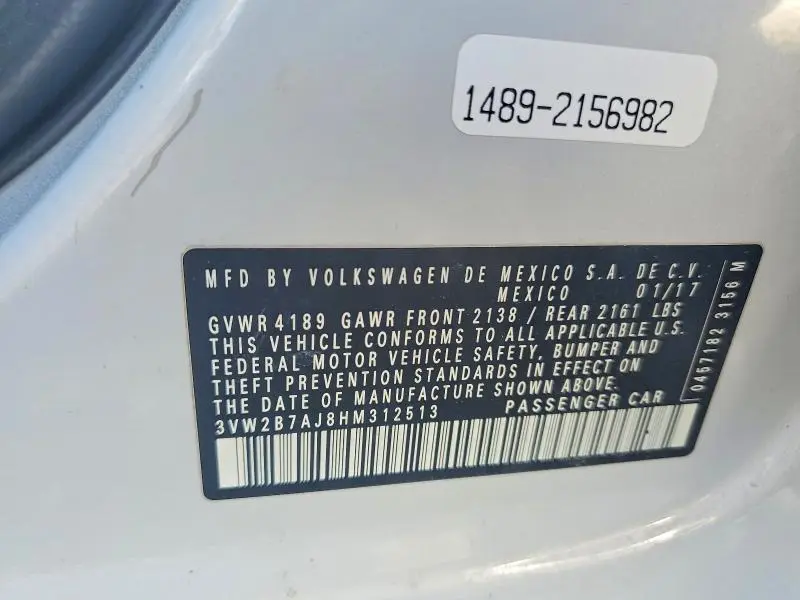 1489-2156982
MFD BY VOLKSWAGEN DE MEXICO S.A. DE C.V.
MEXICO 01/17
GVWR 4189 GAWR FRONT 2138 / REAR 2161 LBS
THIS VEHICLE CONFORMS TO ALL APPLICABLE U.S.
FEDERAL MOTOR VEHICLE SAFETY, BUMPER AND
THEFT PREVENTION STANDARDS IN EFFECT ON
THE DATE OF MANUFACTURE SHOWN ABOVE.
3VW2B7AJ8HM312513 PASSENGER CAR
0457182 3156 M